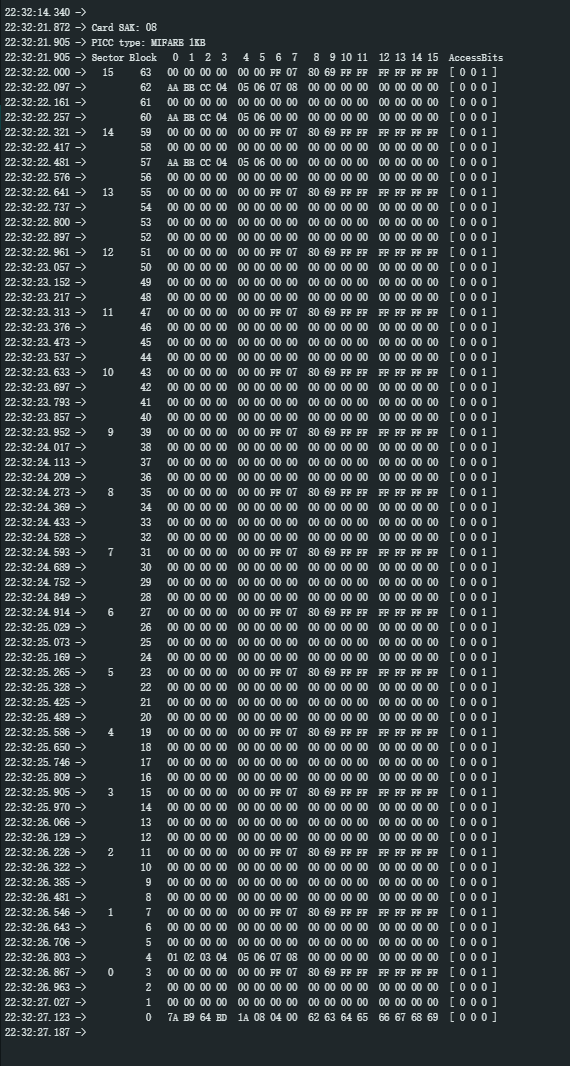 22:32:14.340 ->
22:32:21.872 -> Card SAK: 08
22:32:21.905 -> PICC type: MIFARE 1KB
22:32:21.905 -> Sector Block 0 1 2 3 4 5 6 7 8 9 10 11 12 13 14 15 AccessBits
22:32:22.000 -> 15 63 00 00 00 00 00 00 FF 07 80 69 FF FF FF FF FF FF [ 0 0 1 ]
22:32:22.097 -> 62 AA BB CC 04 05 06 07 08 00 00 00 00 00 00 00 00 [ 0 0 0 ]
22:32:22.161 -> 61 00 00 00 00 00 00 00 00 00 00 00 00 00 00 00 00 [ 0 0 0 ]
22:32:22.257 -> 60 AA BB CC 04 05 06 00 00 00 00 00 00 00 00 00 00 [ 0 0 0 ]
22:32:22.321 -> 14 59 00 00 00 00 00 00 FF 07 80 69 FF FF FF FF FF FF [ 0 0 1 ]
22:32:22.417 -> 58 00 00 00 00 00 00 00 00 00 00 00 00 00 00 00 00 [ 0 0 0 ]
22:32:22.481 -> 57 AA BB CC 04 05 06 00 00 00 00 00 00 00 00 00 00 [ 0 0 0 ]
22:32:22.576 -> 56 00 00 00 00 00 00 00 00 00 00 00 00 00 00 00 00 [ 0 0 0 ]
22:32:22.641 -> 13 55 00 00 00 00 00 00 FF 07 80 69 FF FF FF FF FF FF [ 0 0 1 ]
22:32:22.737 -> 54 00 00 00 00 00 00 00 00 00 00 00 00 00 00 00 00 [ 0 0 0 ]
22:32:22.800 -> 53 00 00 00 00 00 00 00 00 00 00 00 00 00 00 00 00 [ 0 0 0 ]
22:32:22.897 -> 52 00 00 00 00 00 00 00 00 00 00 00 00 00 00 00 00 [ 0 0 0 ]
22:32:22.961 -> 12 51 00 00 00 00 00 00 FF 07 80 69 FF FF FF FF FF FF [ 0 0 1 ]
22:32:23.057 -> 50 00 00 00 00 00 00 00 00 00 00 00 00 00 00 00 00 [ 0 0 0 ]
22:32:23.152 -> 49 00 00 00 00 00 00 00 00 00 00 00 00 00 00 00 00 [ 0 0 0 ]
22:32:23.217 -> 48 00 00 00 00 00 00 00 00 00 00 00 00 00 00 00 00 [ 0 0 0 ]
22:32:23.313 -> 11 47 00 00 00 00 00 00 FF 07 80 69 FF FF FF FF FF FF [ 0 0 1 ]
22:32:23.376 -> 46 00 00 00 00 00 00 00 00 00 00 00 00 00 00 00 00 [ 0 0 0 ]
22:32:23.473 -> 45 00 00 00 00 00 00 00 00 00 00 00 00 00 00 00 00 [ 0 0 0 ]
22:32:23.537 -> 44 00 00 00 00 00 00 00 00 00 00 00 00 00 00 00 00 [ 0 0 0 ]
22:32:23.633 -> 10 43 00 00 00 00 00 00 FF 07 80 69 FF FF FF FF FF FF [ 0 0 1 ]
22:32:23.697 -> 42 00 00 00 00 00 00 00 00 00 00 00 00 00 00 00 00 [ 0 0 0 ]
22:32:23.793 -> 41 00 00 00 00 00 00 00 00 00 00 00 00 00 00 00 00 [ 0 0 0 ]
22:32:23.857 -> 40 00 00 00 00 00 00 00 00 00 00 00 00 00 00 00 00 [ 0 0 0 ]
22:32:23.952 -> 9 39 00 00 00 00 00 00 FF 07 80 69 FF FF FF FF FF FF [ 0 0 1 ]
22:32:24.017 -> 38 00 00 00 00 00 00 00 00 00 00 00 00 00 00 00 00 [ 0 0 0 ]
22:32:24.113 -> 37 00 00 00 00 00 00 00 00 00 00 00 00 00 00 00 00 [ 0 0 0 ]
22:32:24.209 -> 36 00 00 00 00 00 00 00 00 00 00 00 00 00 00 00 00 [ 0 0 0 ]
22:32:24.273 -> 8 35 00 00 00 00 00 00 FF 07 80 69 FF FF FF FF FF FF [ 0 0 1 ]
22:32:24.369 -> 34 00 00 00 00 00 00 00 00 00 00 00 00 00 00 00 00 [ 0 0 0 ]
22:32:24.433 -> 33 00 00 00 00 00 00 00 00 00 00 00 00 00 00 00 00 [ 0 0 0 ]
22:32:24.528 -> 32 00 00 00 00 00 00 00 00 00 00 00 00 00 00 00 00 [ 0 0 0 ]
22:32:24.593 -> 7 31 00 00 00 00 00 00 FF 07 80 69 FF FF FF FF FF FF [ 0 0 1 ]
22:32:24.689 -> 30 00 00 00 00 00 00 00 00 00 00 00 00 00 00 00 00 [ 0 0 0 ]
22:32:24.752 -> 29 00 00 00 00 00 00 00 00 00 00 00 00 00 00 00 00 [ 0 0 0 ]
22:32:24.849 -> 28 00 00 00 00 00 00 00 00 00 00 00 00 00 00 00 00 [ 0 0 0 ]
22:32:24.914 -> 6 27 00 00 00 00 00 00 FF 07 80 69 FF FF FF FF FF FF [ 0 0 1 ]
22:32:25.029 -> 26 00 00 00 00 00 00 00 00 00 00 00 00 00 00 00 00 [ 0 0 0 ]
22:32:25.073 -> 25 00 00 00 00 00 00 00 00 00 00 00 00 00 00 00 00 [ 0 0 0 ]
22:32:25.169 -> 24 00 00 00 00 00 00 00 00 00 00 00 00 00 00 00 00 [ 0 0 0 ]
22:32:25.265 -> 5 23 00 00 00 00 00 00 FF 07 80 69 FF FF FF FF FF FF [ 0 0 1 ]
22:32:25.328 -> 22 00 00 00 00 00 00 00 00 00 00 00 00 00 00 00 00 [ 0 0 0 ]
22:32:25.425 -> 21 00 00 00 00 00 00 00 00 00 00 00 00 00 00 00 00 [ 0 0 0 ]
22:32:25.489 -> 20 00 00 00 00 00 00 00 00 00 00 00 00 00 00 00 00 [ 0 0 0 ]
22:32:25.586 -> 4 19 00 00 00 00 00 00 FF 07 80 69 FF FF FF FF FF FF [ 0 0 1 ]
22:32:25.650 -> 18 00 00 00 00 00 00 00 00 00 00 00 00 00 00 00 00 [ 0 0 0 ]
22:32:25.746 -> 17 00 00 00 00 00 00 00 00 00 00 00 00 00 00 00 00 [ 0 0 0 ]
22:32:25.809 -> 16 00 00 00 00 00 00 00 00 00 00 00 00 00 00 00 00 [ 0 0 0 ]
22:32:25.905 -> 3 15 00 00 00 00 00 00 FF 07 80 69 FF FF FF FF FF FF [ 0 0 1 ]
22:32:25.970 -> 14 00 00 00 00 00 00 00 00 00 00 00 00 00 00 00 00 [ 0 0 0 ]
22:32:26.066 -> 13 00 00 00 00 00 00 00 00 00 00 00 00 00 00 00 00 [ 0 0 0 ]
22:32:26.129 -> 12 00 00 00 00 00 00 00 00 00 00 00 00 00 00 00 00 [ 0 0 0 ]
22:32:26.226 -> 2 11 00 00 00 00 00 00 FF 07 80 69 FF FF FF FF FF FF [ 0 0 1 ]
22:32:26.322 -> 10 00 00 00 00 00 00 00 00 00 00 00 00 00 00 00 00 [ 0 0 0 ]
22:32:26.385 -> 9 00 00 00 00 00 00 00 00 00 00 00 00 00 00 00 00 [ 0 0 0 ]
22:32:26.481 -> 8 00 00 00 00 00 00 00 00 00 00 00 00 00 00 00 00 [ 0 0 0 ]
22:32:26.546 -> 1 7 00 00 00 00 00 00 FF 07 80 69 FF FF FF FF FF FF [ 0 0 1 ]
22:32:26.643 -> 6 00 00 00 00 00 00 00 00 00 00 00 00 00 00 00 00 [ 0 0 0 ]
22:32:26.706 -> 5 00 00 00 00 00 00 00 00 00 00 00 00 00 00 00 00 [ 0 0 0 ]
22:32:26.803 -> 4 01 02 03 04 05 06 07 08 00 00 00 00 00 00 00 00 [ 0 0 0 ]
22:32:26.867 -> 0 3 00 00 00 00 00 00 FF 07 80 69 FF FF FF FF FF FF [ 0 0 1 ]
22:32:26.963 -> 2 00 00 00 00 00 00 00 00 00 00 00 00 00 00 00 00 [ 0 0 0 ]
22:32:27.027 -> 1 00 00 00 00 00 00 00 00 00 00 00 00 00 00 00 00 [ 0 0 0 ]
22:32:27.123 -> 0 7A B9 64 BD 1A 08 04 00 62 63 64 65 66 67 68 69 [ 0 0 0 ]
22:32:27.187 ->